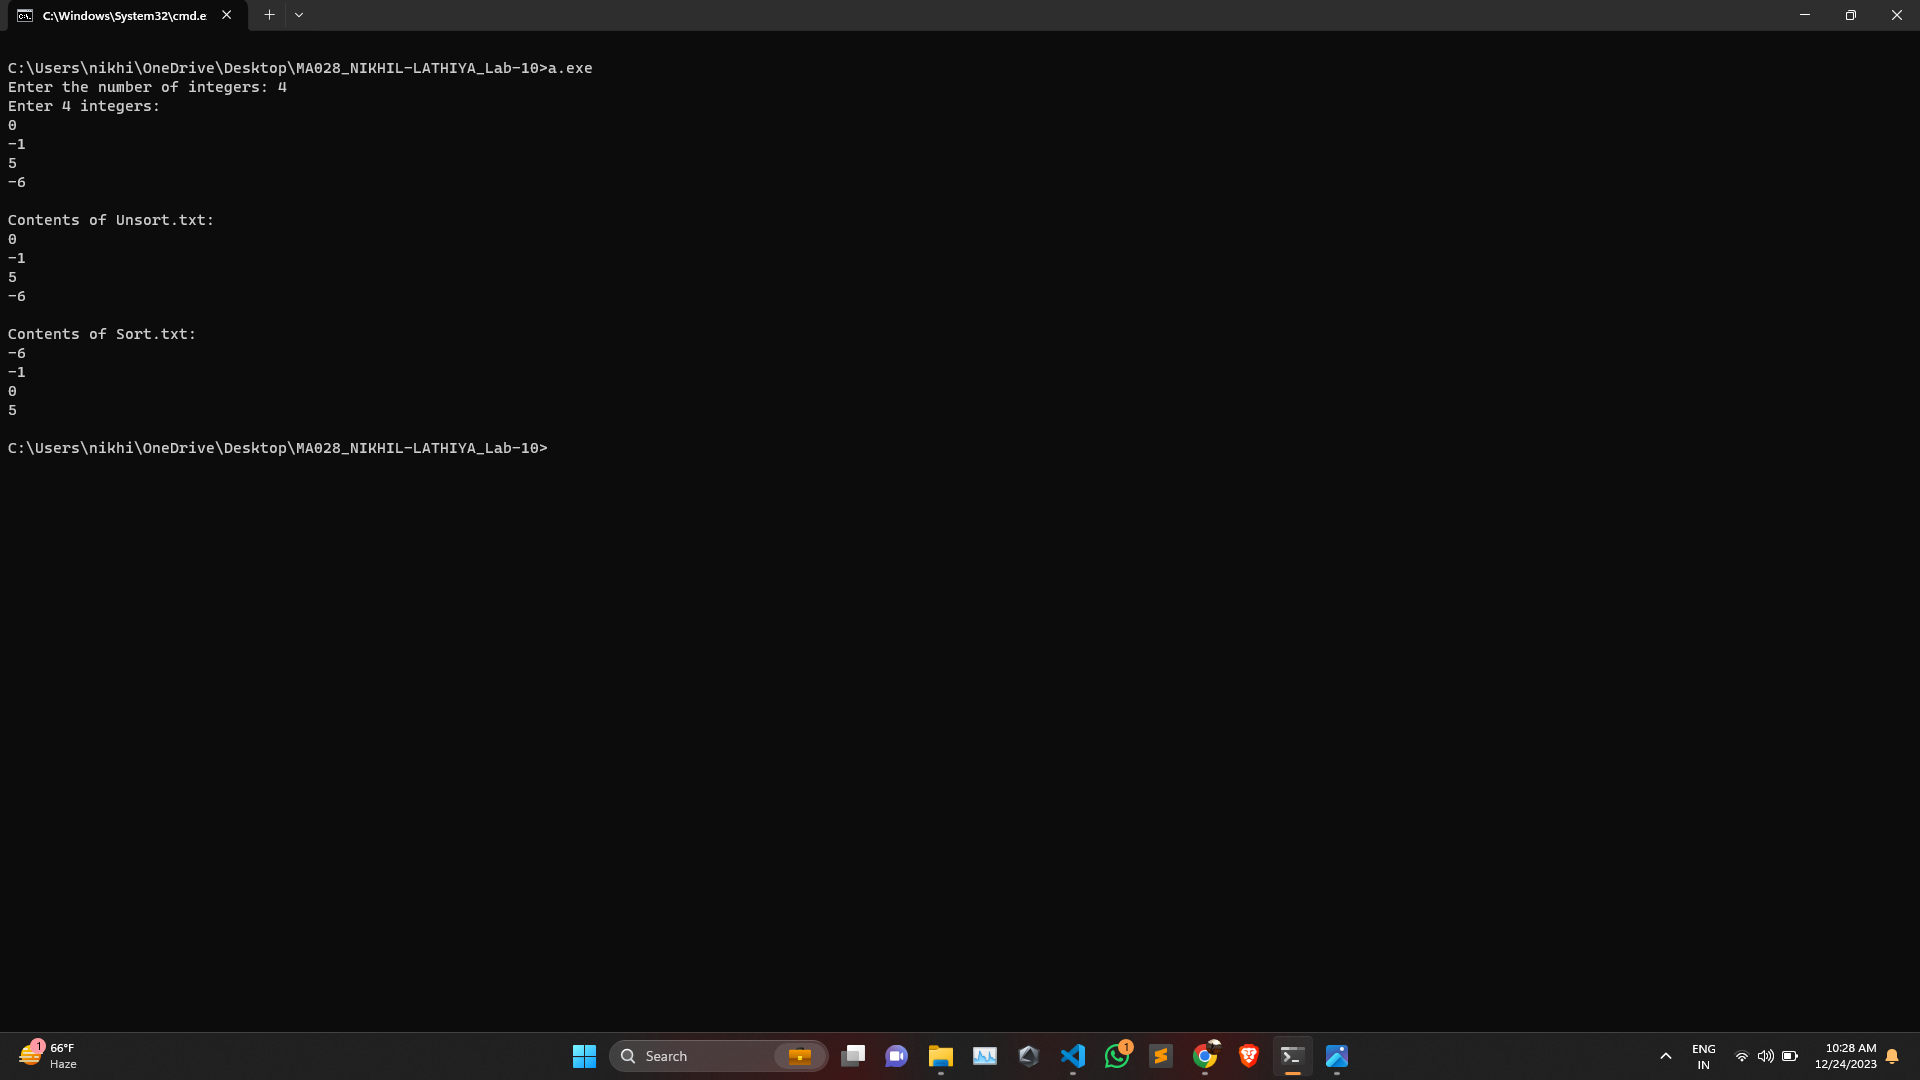 C:\Windows\System32\cmd.e
C:\Users\nikhi\OneDrive\Desktop\MA028_NIKHIL-LATHIYA_Lab-10>a.exe
Enter the number of integers: 4
Enter 4 integers:
0
-1
5
-6
Contents of Unsort.txt:
0
-1
5
-6
Contents of Sort.txt:
-6
-1
0
5
C:\Users\nikhi\OneDrive\Desktop\MA028_NIKHIL-LATHIYA_Lab-10>
1
66°F
Haze
Search
1
ENG
IN
10:28 AM
12/24/2023